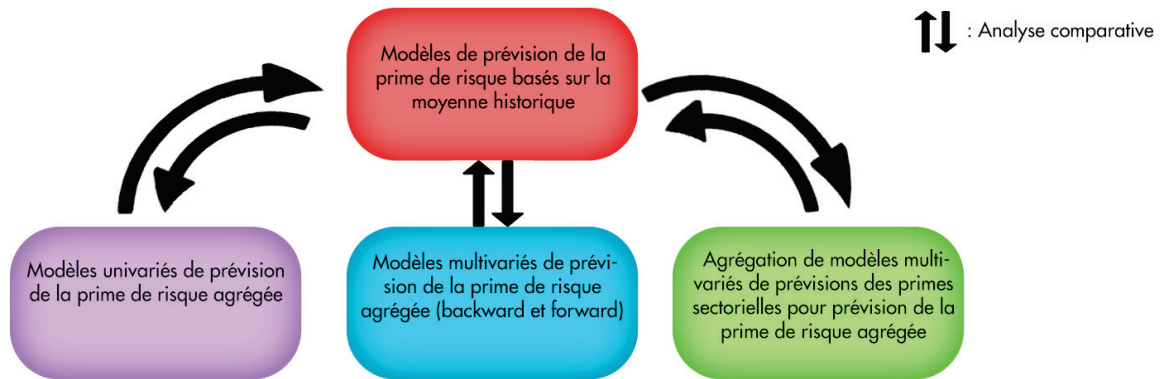 Modèles de prévision de la
prime de risque basés sur la
moyenne historique
: Analyse comparative
Modèles univariés de prévision
de la prime de risque agrégée
Modèles multivariés de prévi-
sion de la prime de risque
agrégée (backward et forward)
Agrégation de modèles multi-
variés de prévisions des primes
sectorielles pour prévision de la
prime de risque agrégée